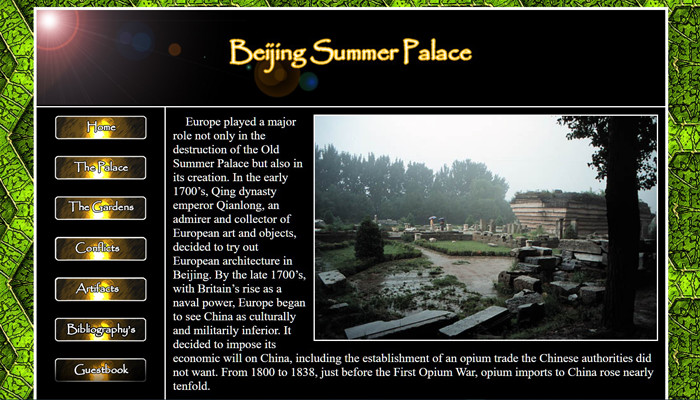 Beijing Summer Palace
Home
The Palace
The Gardens
Conflicts
Artifacts
Bibliography's
Guestbook
Europe played a major
role not only in the
destruction of the Old
Summer Palace but also in
its creation. In the early
1700's, Qing dynasty
emperor Qianlong, an
admirer and collector of
European art and objects,
decided to try out
European architecture in
Beijing. By the late 1700's,
with Britain's rise as a
naval power, Europe began
to see China as culturally
and militarily inferior. It
decided to impose its
economic will on China, including the establishment of an opium trade the Chinese authorities did
not want. From 1800 to 1838, just before the First Opium War, opium imports to China rose nearly
tenfold.